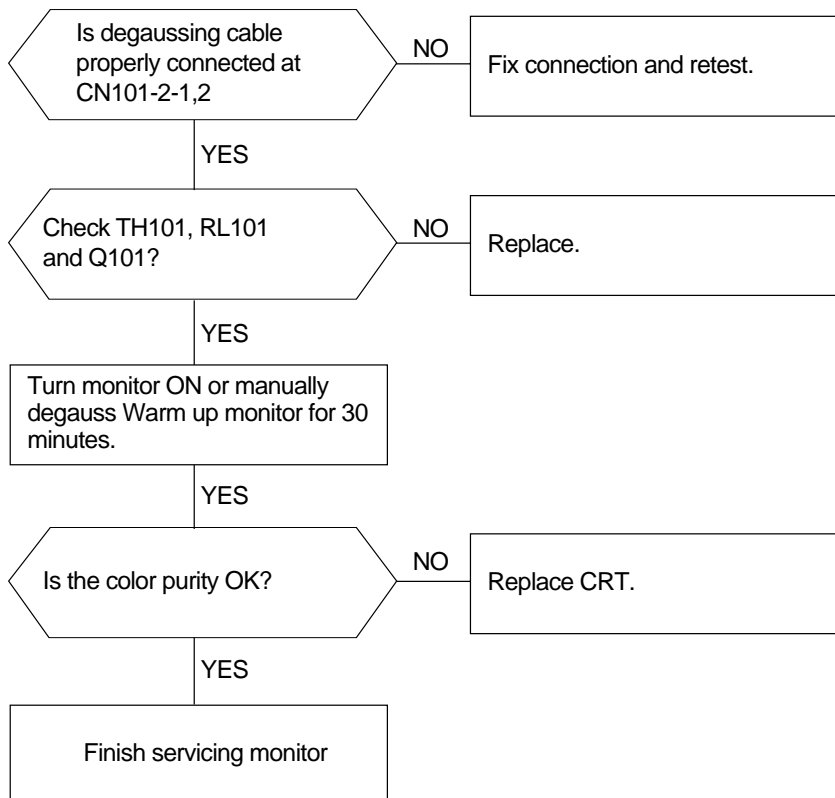 Is degaussing cable
properly connected at
CN101-2-1,2
NO
Fix connection and retest.
YES
Check TH101, RL101
and Q101?
NO
Replace.
YES
Turn monitor ON or manually
degauss Warm up monitor for 30
minutes.
YES
Is the color purity OK?
NO
Replace CRT.
YES
Finish servicing monitor